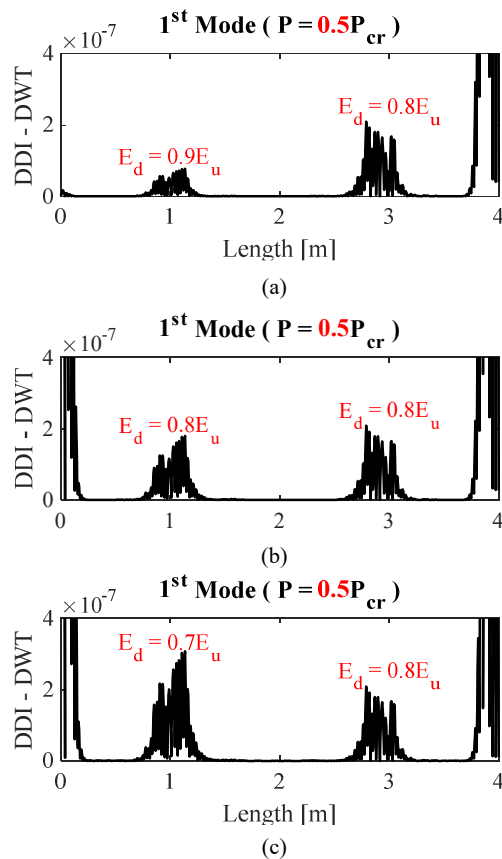 1st Mode ( P = 0.5Pcr )
×10-7
4
2
0
DDI - DWT
Ed = 0.9Eu
Ed = 0.8Eu
0 1 2 3 4
Length [m]
(a)
1st Mode ( P = 0.5Pcr )
×10-7
4
2
0
DDI - DWT
Ed = 0.8Eu
Ed = 0.8Eu
0 1 2 3 4
(b)
1st Mode ( P = 0.5Pcr )
×10-7
4
2
0
DDI - DWT
Ed = 0.7Eu
Ed = 0.8Eu
0 1 2 3 4
Length [m]
(c)